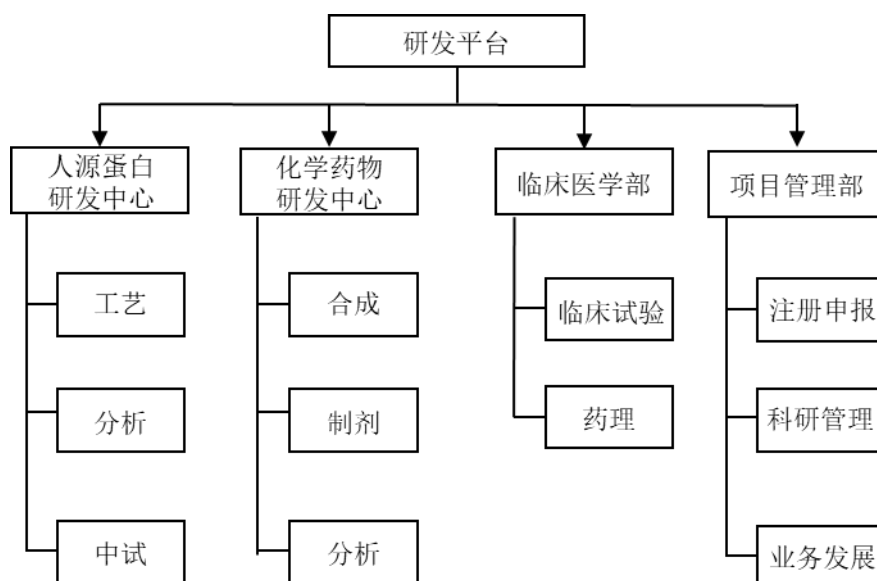 研发平台
人源蛋白
研发中心
化学药物
研发中心
临床医学部
项目管理部
工艺
合成
临床试验
注册申报
分析
制剂
药理
科研管理
中试
分析
业务发展